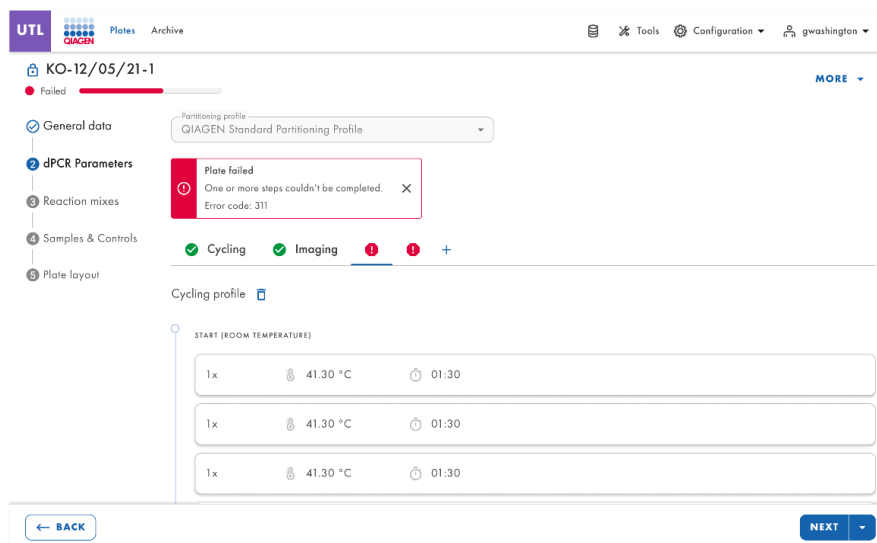 UTL
QIAGEN
Plates
Archive
Tools
Configuration
gwashington
KO-12/05/21-1
Failed
MORE
General data
2 dPCR Parameters
3 Reaction mixes
4 Samples & Controls
5 Plate layout
Partitioning profile
QIAGEN Standard Partitioning Profile
Plate failed
One or more steps couldn't be completed.
Error code: 311
Cycling
Imaging
Cycling profile
START (ROOM TEMPERATURE)
1x 41.30 °C 01:30
1x 41.30 °C 01:30
1x 41.30 °C 01:30
BACK
NEXT